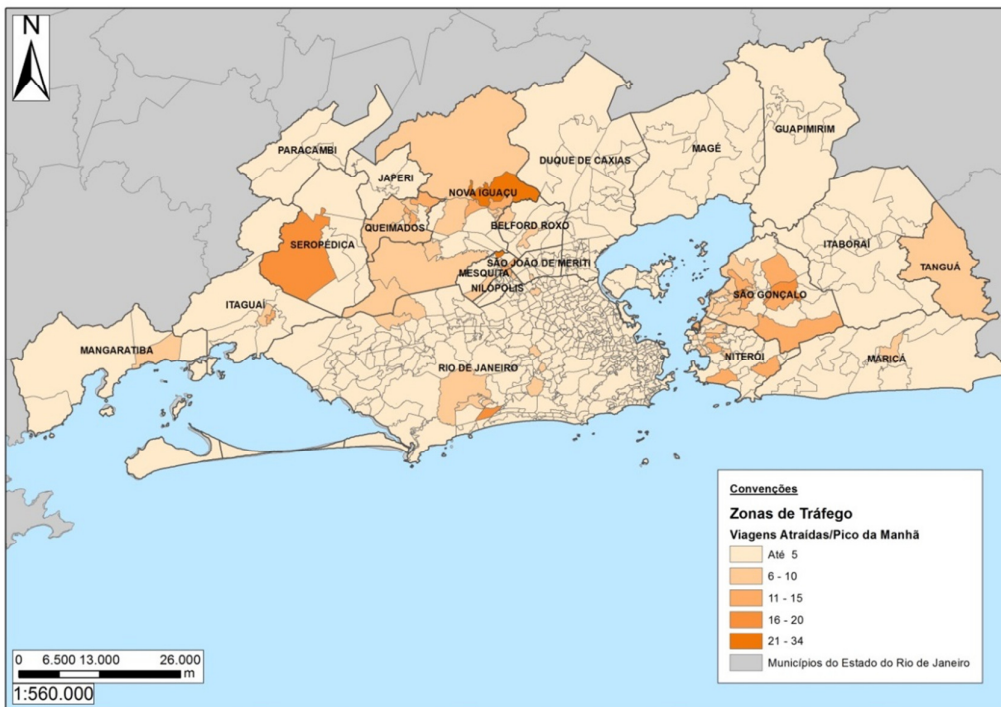 N
PARACAMBI
JAPERI
NOVA IGUAÇU
DUQUE DE CAXIAS
MAGÉ
GUAPIMIRIM
SEROPÉDICA
QUEIMADOS
BELFORD ROXO
SÃO JOÃO DE MERITI
MESQUITA
NILÓPOLIS
ITABORAÍ
TANGUÁ
SÃO GONÇALO
ITAGUAÍ
MANGARATIBA
RIO DE JANEIRO
NITERÓI
MARICÁ
Convenções
Zonas de Tráfego
Viagens Atraídas/Pico da Manhã
Até 5
6 - 10
11 - 15
16 - 20
21 - 34
Municípios do Estado do Rio de Janeiro
0 6.500 13.000 26.000
m
1:560.000